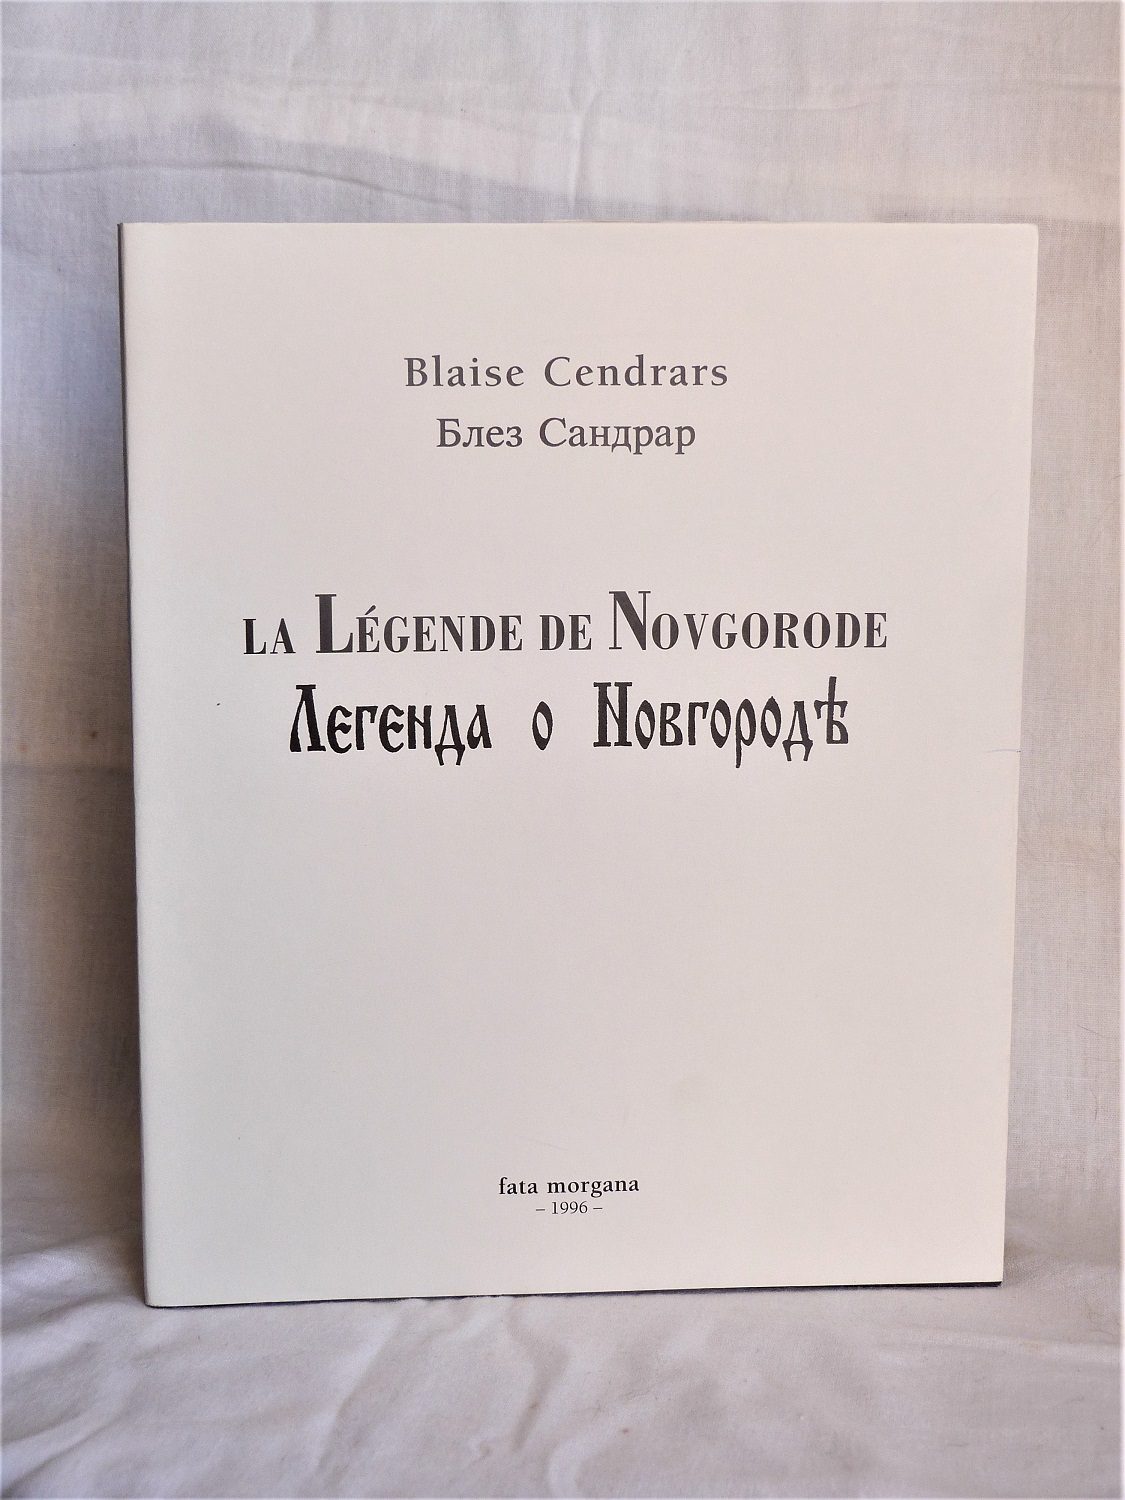 Blaise Cendrars
Блез Сандрар
LA LÉGENDE DE NOVGORODE
Легенда о Новгородѣ
fata morgana
– 1996 –